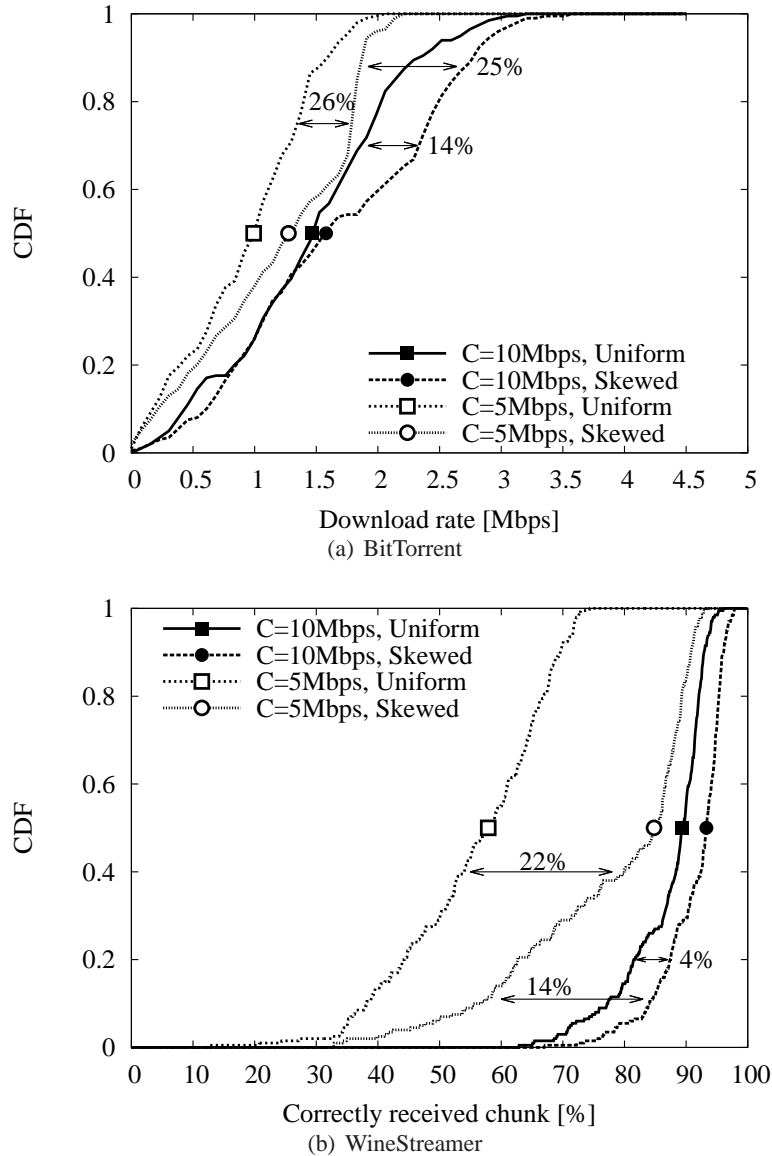 1
0.8
0.6
0.4
0.2
0
CDF
25%
26%
14%
C=10Mbps, Uniform
C=10Mbps, Skewed
C=5Mbps, Uniform
C=5Mbps, Skewed
0 0.5 1 1.5 2 2.5 3 3.5 4 4.5 5
Download rate [Mbps]
(a) BitTorrent
1
0.8
0.6
0.4
0.2
0
CDF
C=10Mbps, Uniform
C=10Mbps, Skewed
C=5Mbps, Uniform
C=5Mbps, Skewed
22%
4%
14%
0 10 20 30 40 50 60 70 80 90 100
Correctly received chunk [%]
(b) WineStreamer